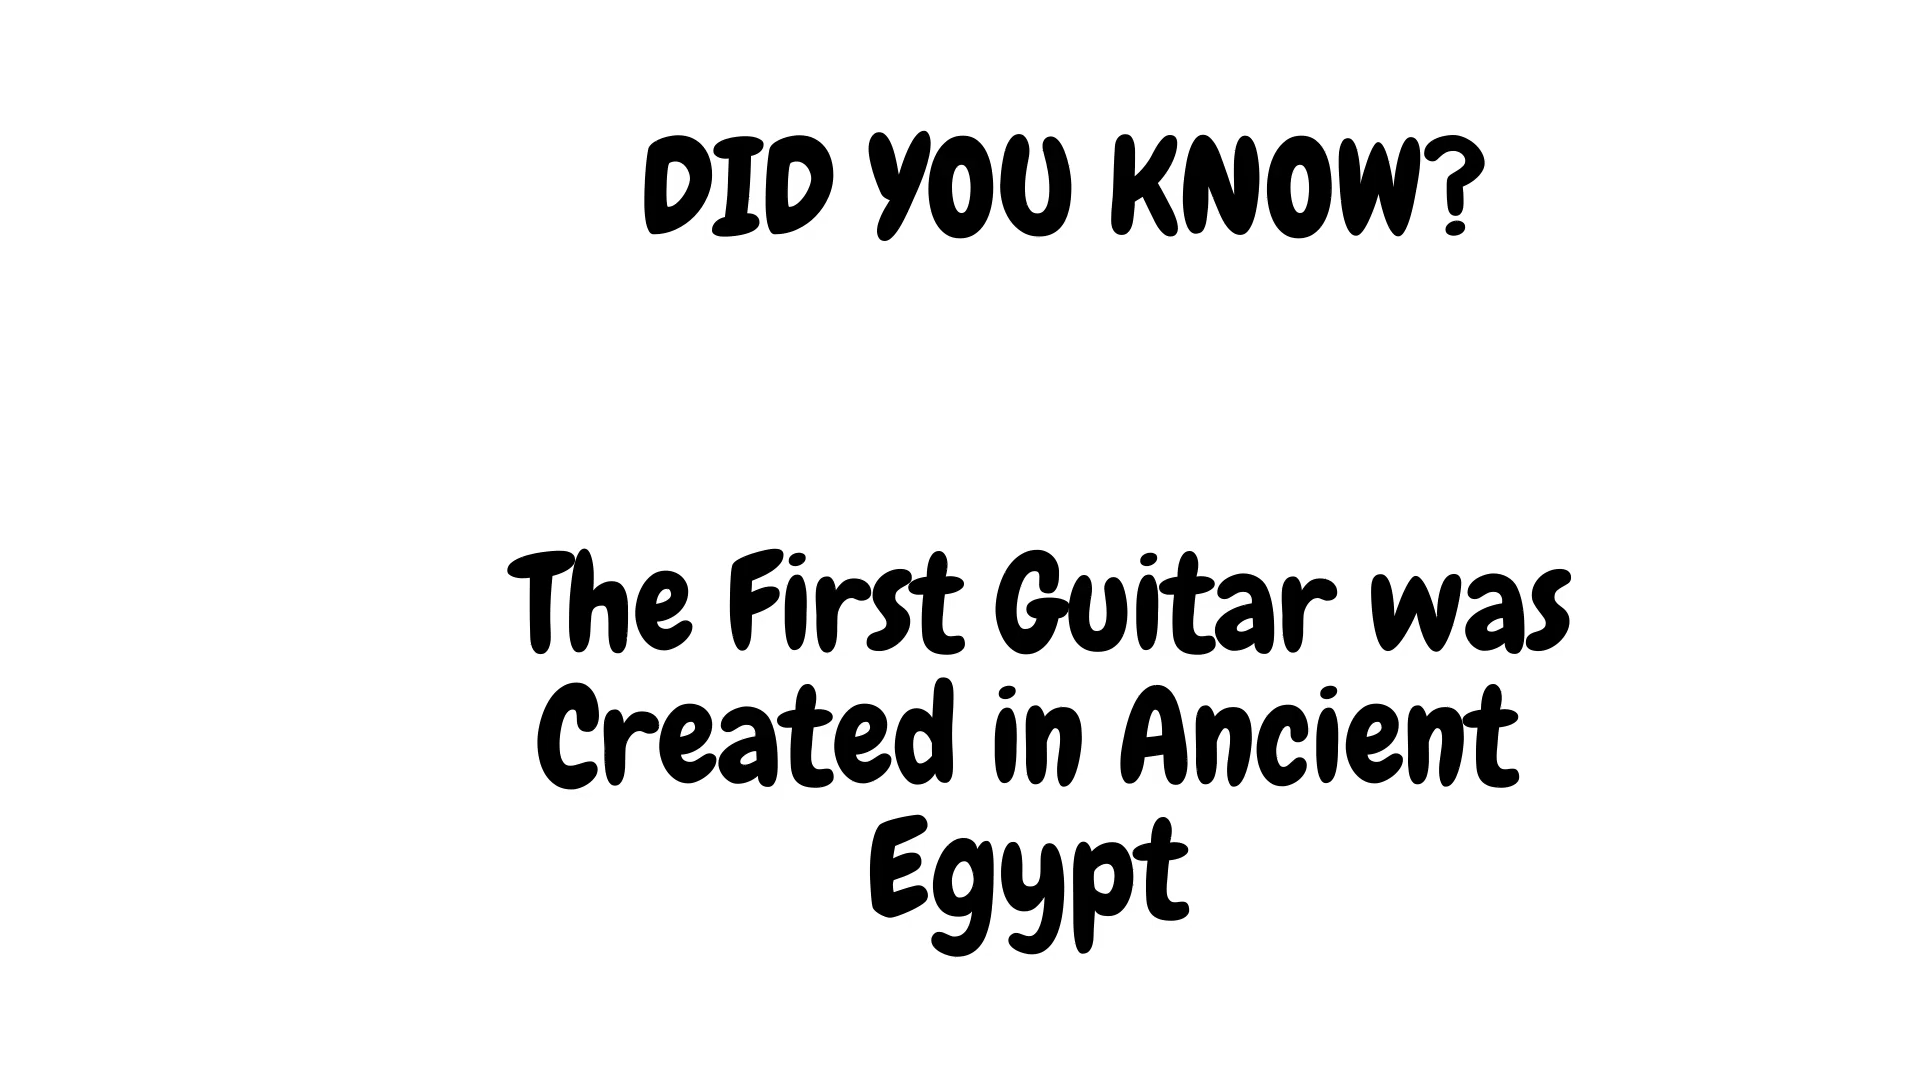 DID YOU KNOW?
The First Guitar was
Created in Ancient
Egypt